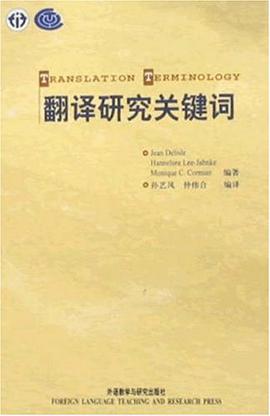 TRANSLATION TERMINOLOGY
翻译研究关键词
Jean Delisle
Hannelore Lee-Jahnke
Monique C. Cormier 编著
孙艺风 仲伟合 编译
外语教学与研究出版社
FOREIGN LANGUAGE TEACHING AND RESEARCH PRESS